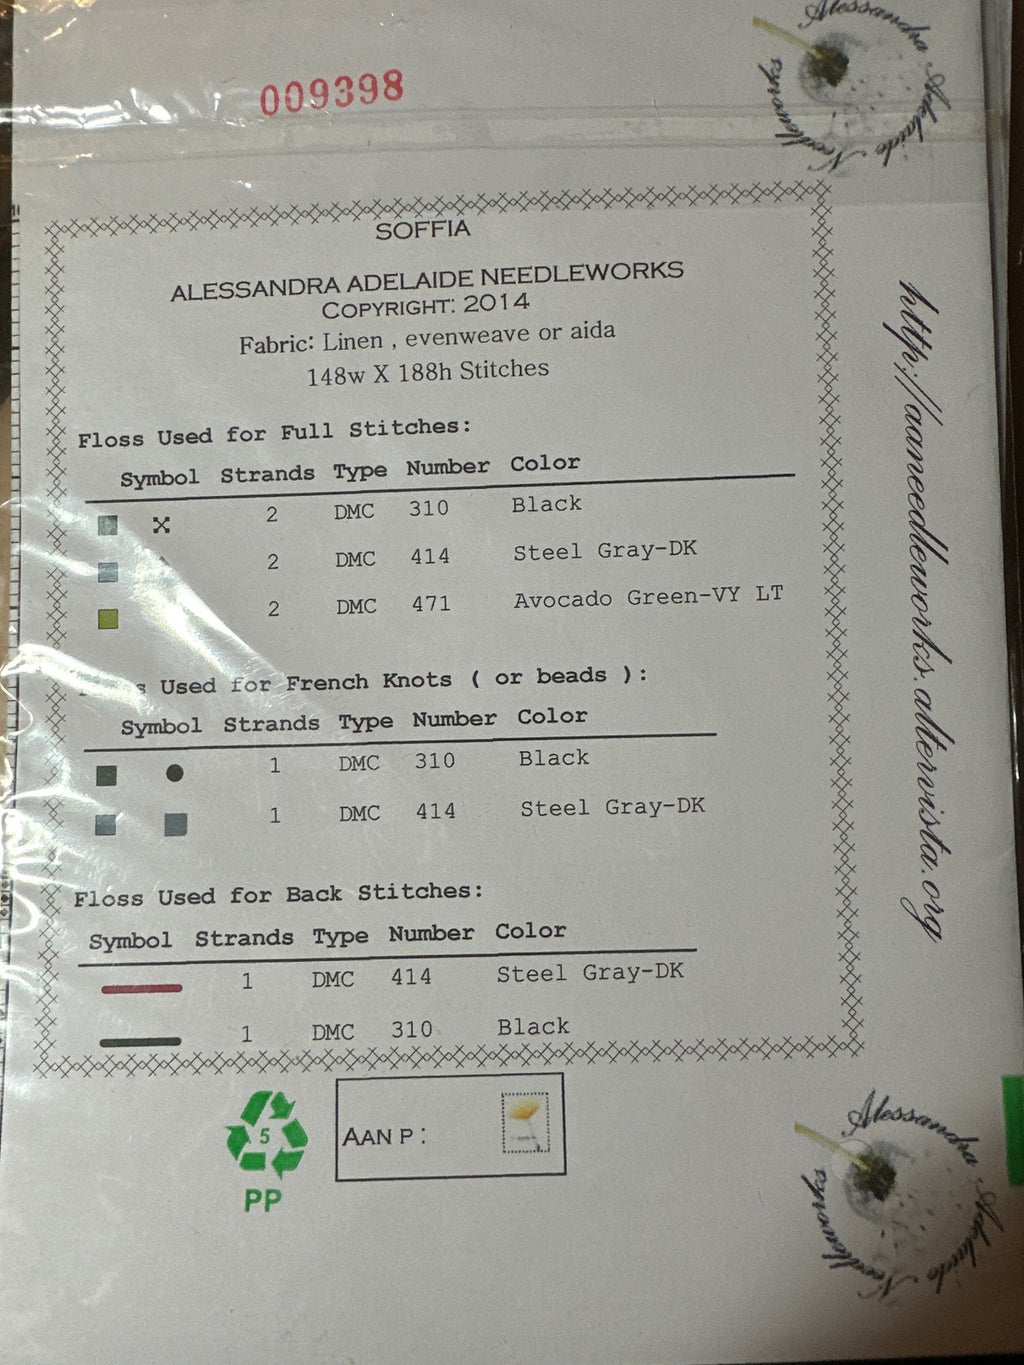 Alessandra Adelaide Needleworks
009398
SOFFIA
ALESSANDRA ADELAIDE NEEDLEWORKS
COPYRIGHT: 2014
Fabric: Linen , evenweave or aida
148w X 188h Stitches
Floss Used for Full Stitches:
Symbol Strands Type Number Color
2 DMC 310 Black
2 DMC 414 Steel Gray-DK
2 DMC 471 Avocado Green-VY LT
s Used for French Knots ( or beads ):
Symbol Strands Type Number Color
1 DMC 310 Black
1 DMC 414 Steel Gray-DK
Floss Used for Back Stitches:
Symbol Strands Type Number Color
1 DMC 414 Steel Gray-DK
1 DMC 310 Black
http://aaneedleworks.altervista.org
5
PP
AAN P :
Alessandra Adelaide Needleworks